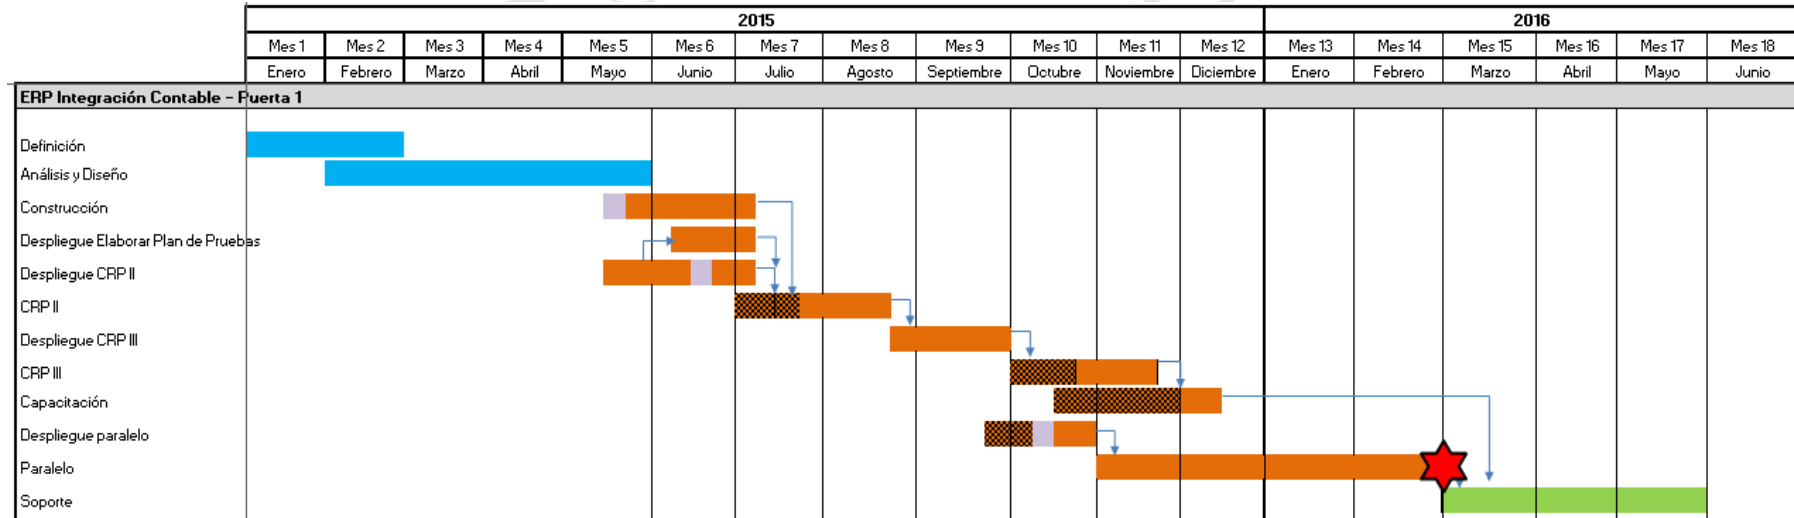 2015 2016
Mes 1 Mes 2 Mes 3 Mes 4 Mes 5 Mes 6 Mes 7 Mes 8 Mes 9 Mes 10 Mes 11 Mes 12 Mes 13 Mes 14 Mes 15 Mes 16 Mes 17 Mes 18
Enero Febrero Marzo Abril Mayo Junio Julio Agosto Septiembre Octubre Noviembre Diciembre Enero Febrero Marzo Abril Mayo Junio
ERP Integración Contable - Puerta 1
Definición
Análisis y Diseño
Construcción
Despliegue Elaborar Plan de Pruebas
Despliegue CRP II
CRP II
Despliegue CRP III
CRP III
Capacitación
Despliegue paralelo
Paralelo
Soporte